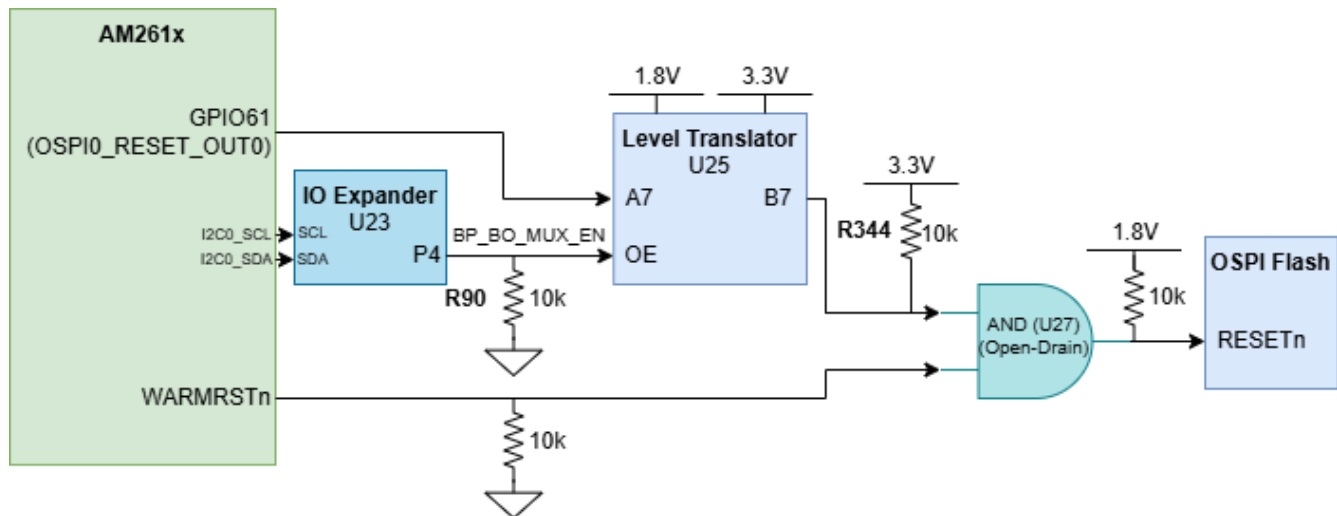 AM261x
GPIO61
(OSPI0_RESET_OUT0)
I2C0_SCL
I2C0_SDA
WARMRSTn
IO Expander
U23
SCL
SDA
P4
BP_BO_MUX_EN
R90
10k
10k
1.8V
3.3V
Level Translator
U25
A7
B7
OE
3.3V
R344
10k
AND (U27)
(Open-Drain)
1.8V
10k
OSPI Flash
RESETn